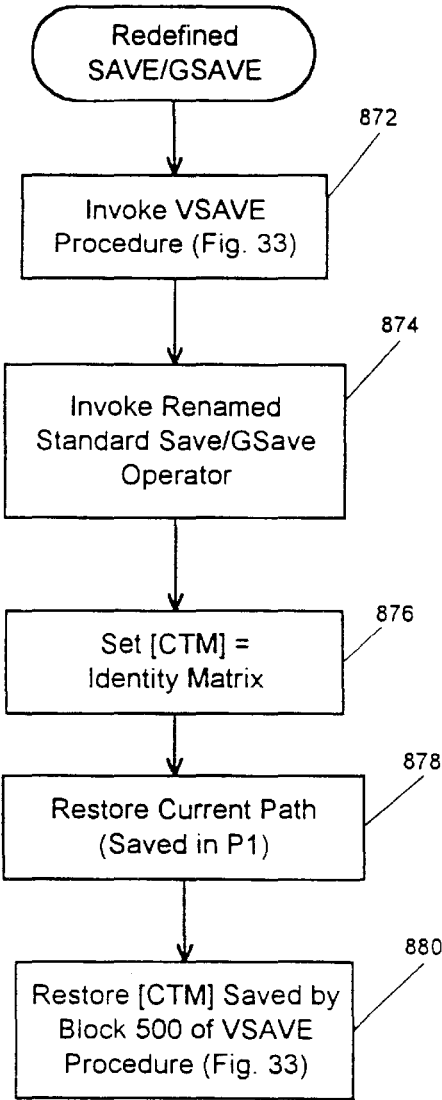 Redefined
SAVE/GSAVE
872
Invoke VSAVE
Procedure (Fig. 33)
874
Invoke Renamed
Standard Save/GSave
Operator
876
Set [CTM] =
Identity Matrix
878
Restore Current Path
(Saved in P1)
880
Restore [CTM] Saved by
Block 500 of VSAVE
Procedure (Fig. 33)